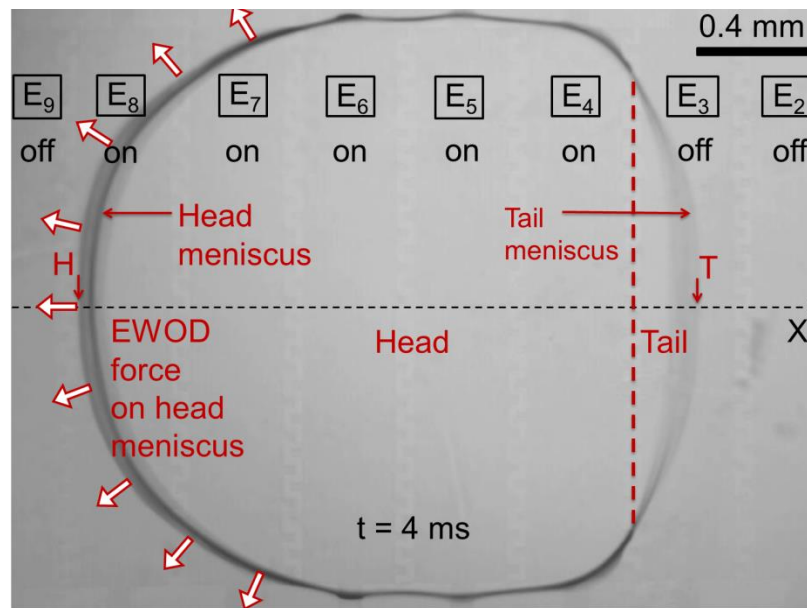 0.4 mm
E9 E8 E7 E6 E5 E4 E3 E2
off on on on on on off off
Head
meniscus
Tail
meniscus
H
T
EWOD
force
on head
meniscus
Head
Tail
X
t = 4 ms